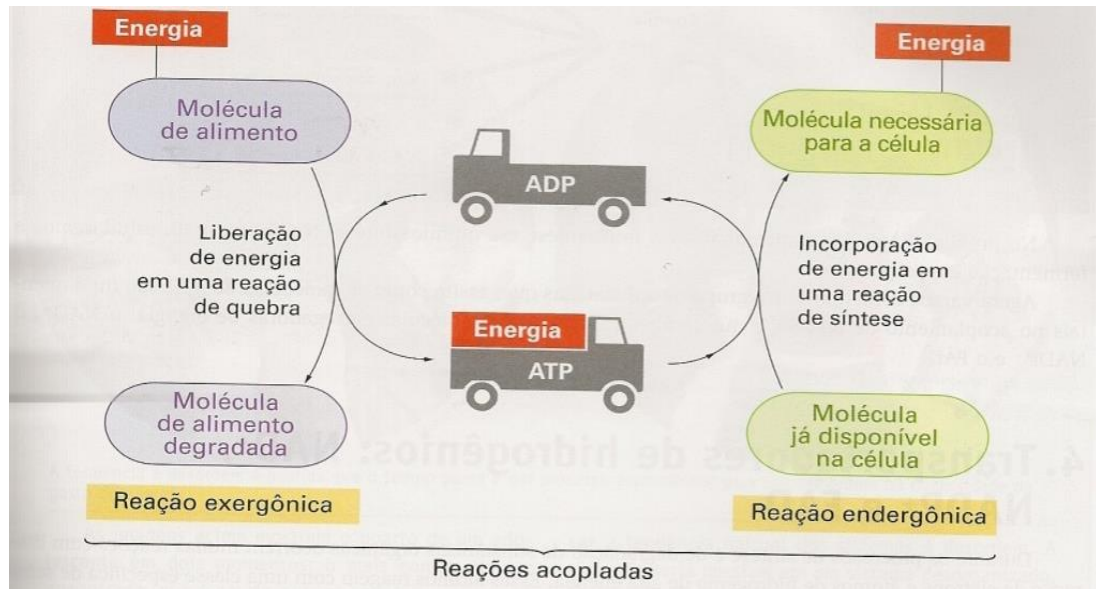 Energia
Molécula
de alimento
Liberação
de energia
em uma reação
de quebra
Molécula
de alimento
degradada
Reação exergônica
ADP
Energia
ATP
Energia
Molécula necessária
para a célula
Incorporação
de energia em
uma reação
de síntese
Molécula
já disponível
na célula
Reação endergônica
Reações acopladas